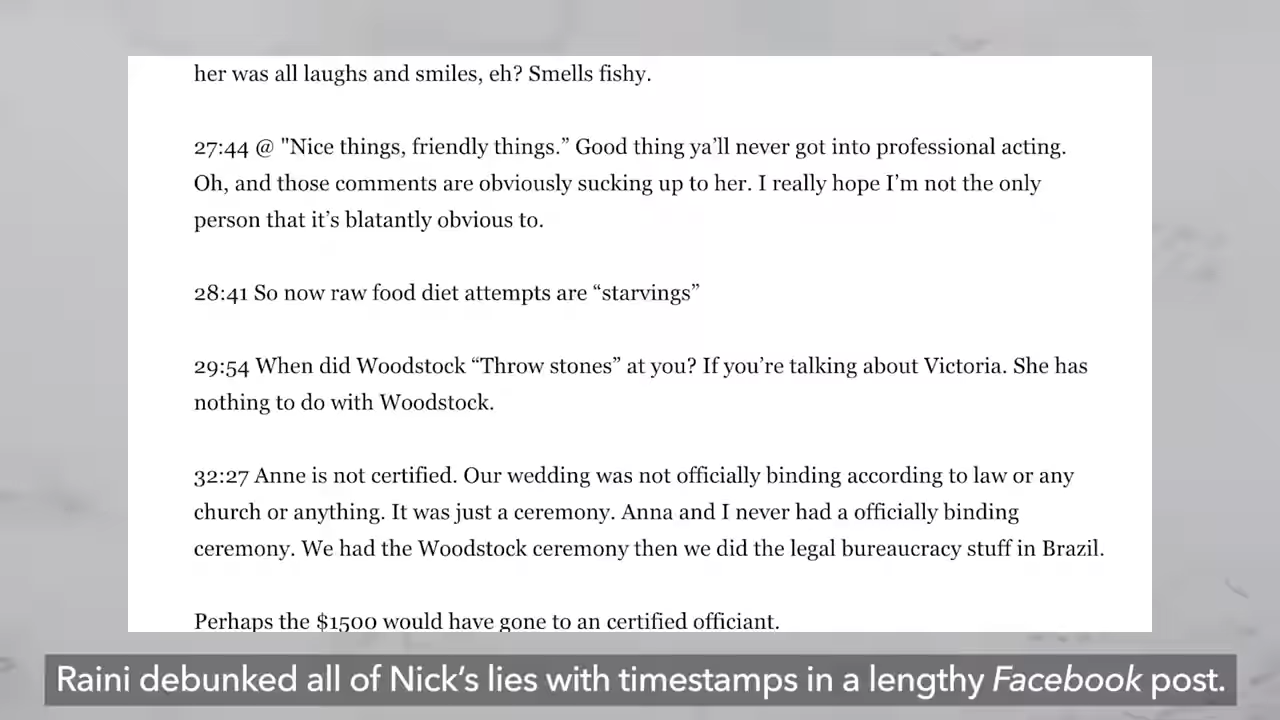 her was all laughs and smiles, eh? Smells fishy.
27:44 @ "Nice things, friendly things.” Good thing ya’ll never got into professional acting.
Oh, and those comments are obviously sucking up to her. I really hope I’m not the only
person that it’s blatantly obvious to.
28:41 So now raw food diet attempts are “starvings”
29:54 When did Woodstock “Throw stones” at you? If you’re talking about Victoria. She has
nothing to do with Woodstock.
32:27 Anne is not certified. Our wedding was not officially binding according to law or any
church or anything. It was just a ceremony. Anna and I never had a officially binding
ceremony. We had the Woodstock ceremony then we did the legal bureaucracy stuff in Brazil.
Perhaps the $1500 would have gone to an certified officiant.
Raini debunked all of Nick’s lies with timestamps in a lengthy Facebook post.